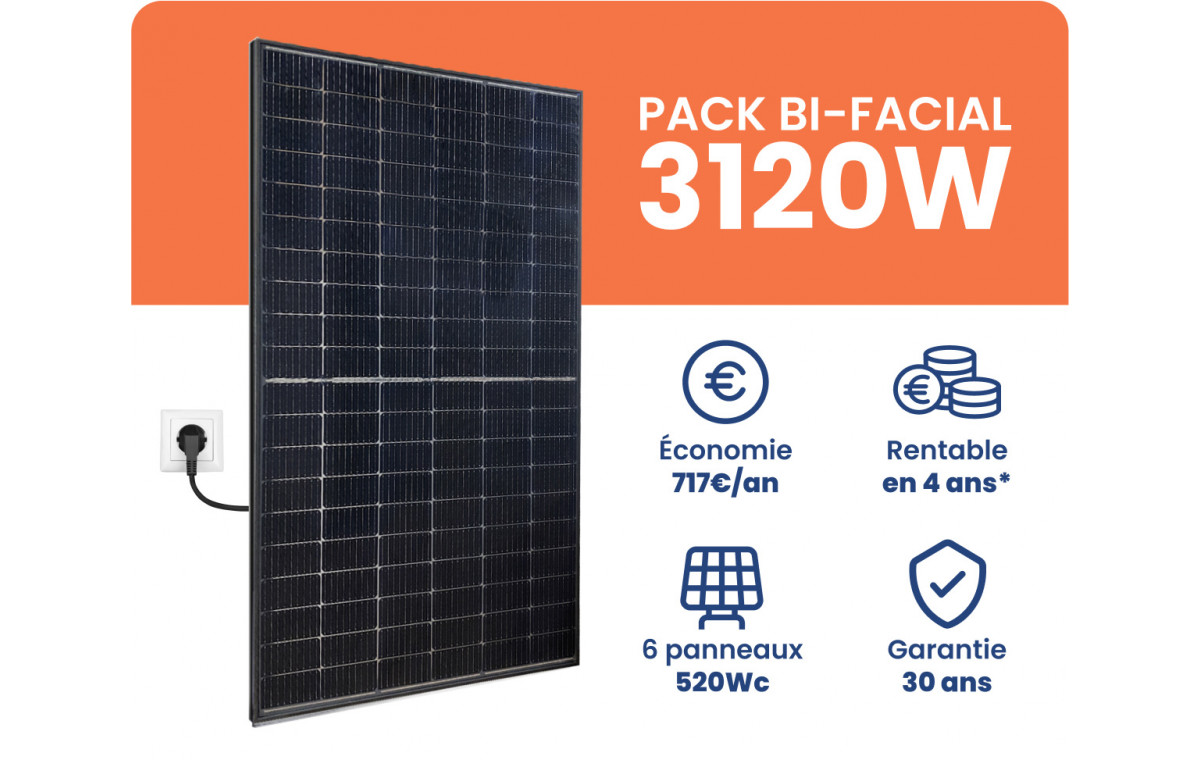 PACK BI-FACIAL
3120W
Économie
717€/an
Rentable
en 4 ans*
6 panneaux
520Wc
Garantie
30 ans